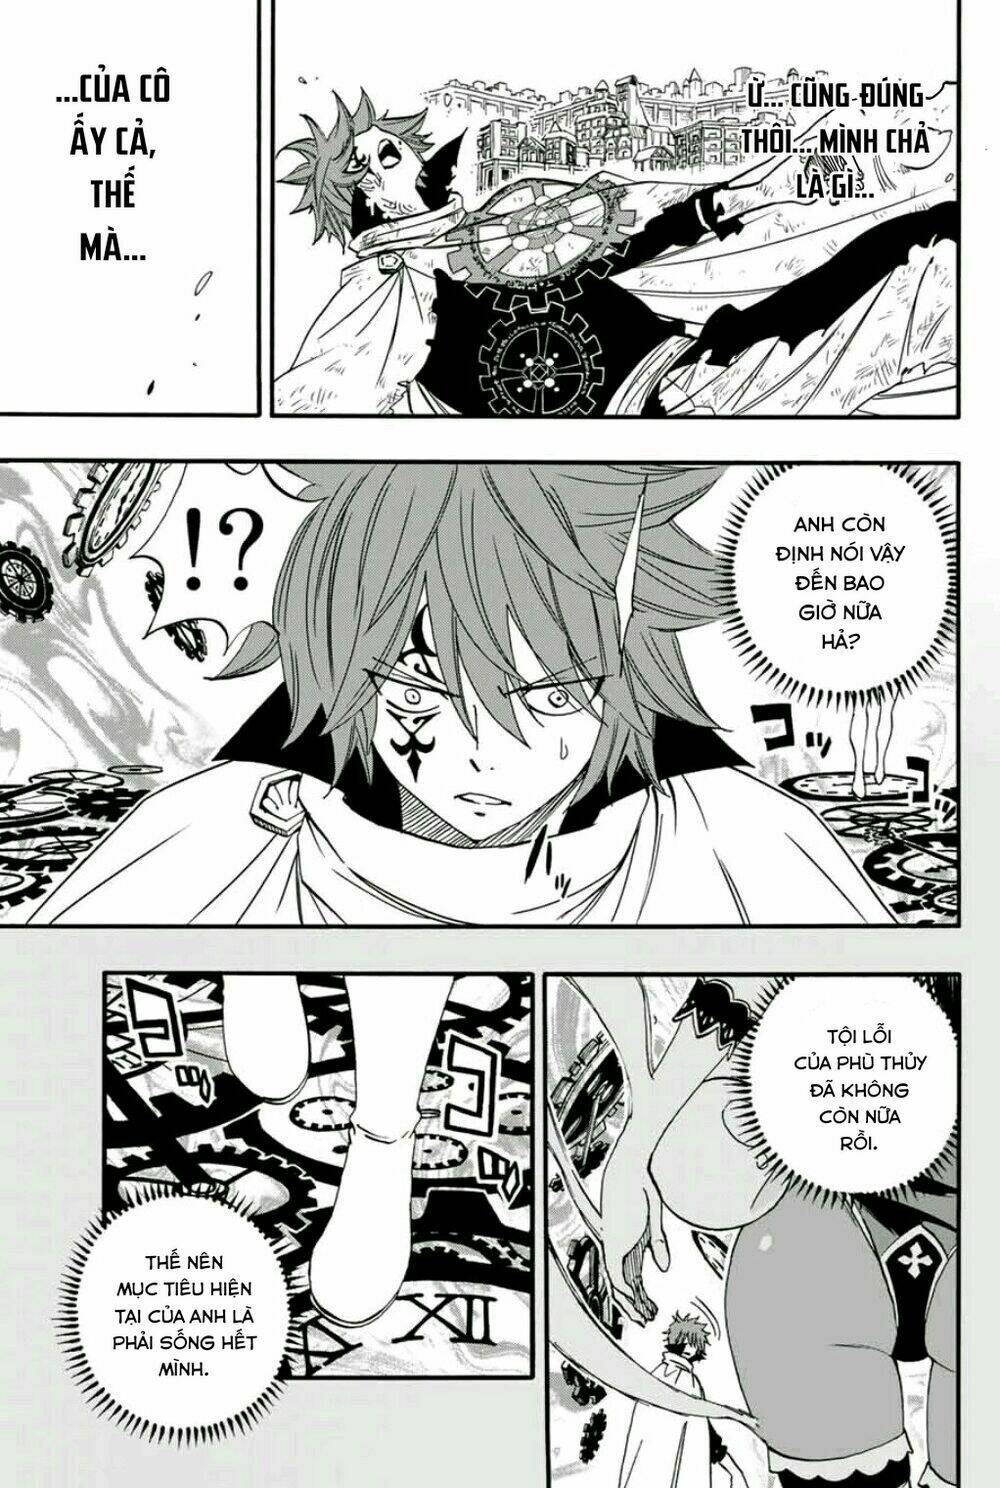 Ừ... CŨNG ĐÚNG
THÔI... MÌNH CHẢ
LÀ GÌ...
...CỦA CÔ
ẤY CẢ,
THẾ
MÀ...
!?
ANH CÒN
ĐỊNH NÓI VẬY
ĐẾN BAO
GIỜ NỮA
HẢ?
TỘI LỖI
CỦA PHÙ THỦY
ĐÃ KHÔNG
CÒN NỮA
RỒI.
THẾ NÊN
MỤC TIÊU HIỆN
TẠI CỦA ANH LÀ
PHẢI SỐNG HẾT
MÌNH.